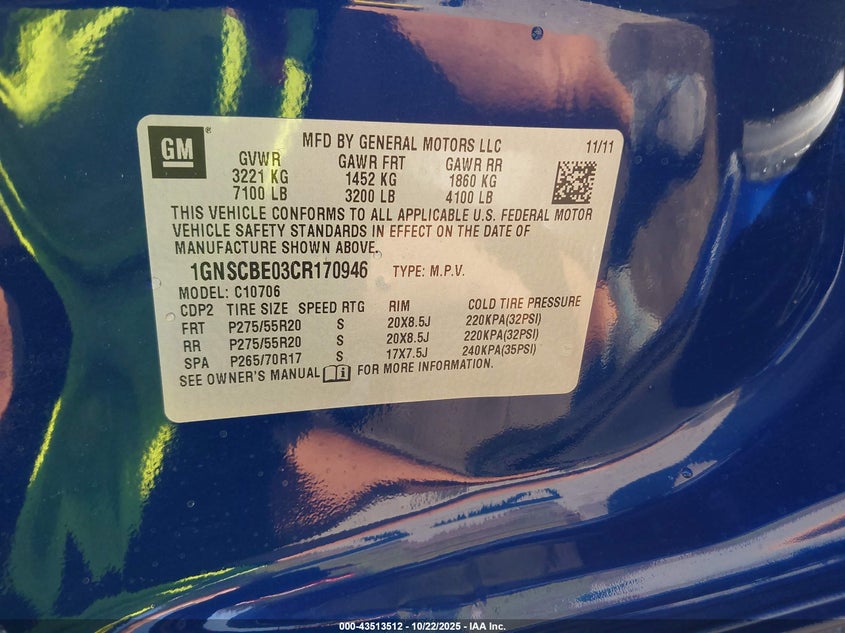 GM
MFD BY GENERAL MOTORS LLC 11/11
GVWR GAWR FRT GAWR RR
3221 KG 1452 KG 1860 KG
7100 LB 3200 LB 4100 LB
THIS VEHICLE CONFORMS TO ALL APPLICABLE U.S. FEDERAL MOTOR
VEHICLE SAFETY STANDARDS IN EFFECT ON THE DATE OF
MANUFACTURE SHOWN ABOVE.
1GNSCBE03CR170946 TYPE: M.P.V.
MODEL: C10706
CDP2 TIRE SIZE SPEED RTG RIM COLD TIRE PRESSURE
FRT P275/55R20 S 20X8.5J 220KPA(32PSI)
RR P275/55R20 S 20X8.5J 220KPA(32PSI)
SPA P265/70R17 S 17X7.5J 240KPA(35PSI)
SEE OWNER'S MANUAL FOR MORE INFORMATION.
000-43513512 - 10/22/2025 - IAA Inc.